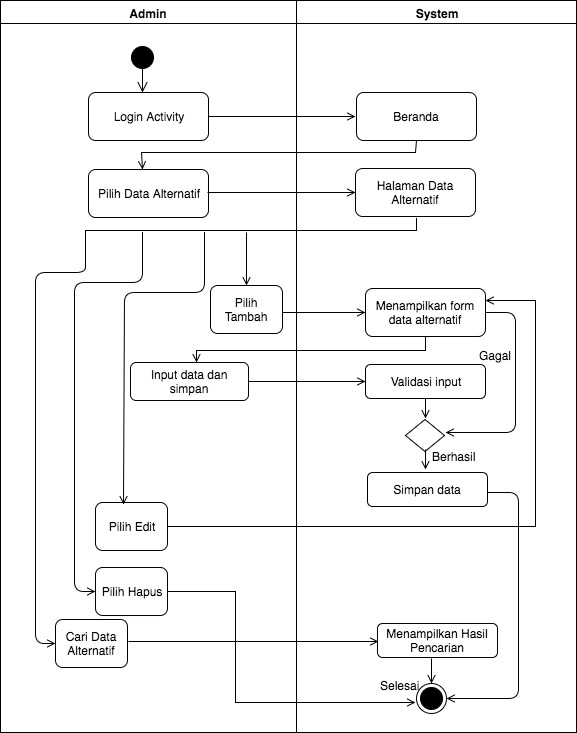 Admin
System
Login Activity
Beranda
Pilih Data Alternatif
Halaman Data
Alternatif
Pilih
Tambah
Menampilkan form
data alternatif
Gagal
Input data dan
simpan
Validasi input
Berhasil
Simpan data
Pilih Edit
Pilih Hapus
Cari Data
Alternatif
Menampilkan Hasil
Pencarian
Selesai